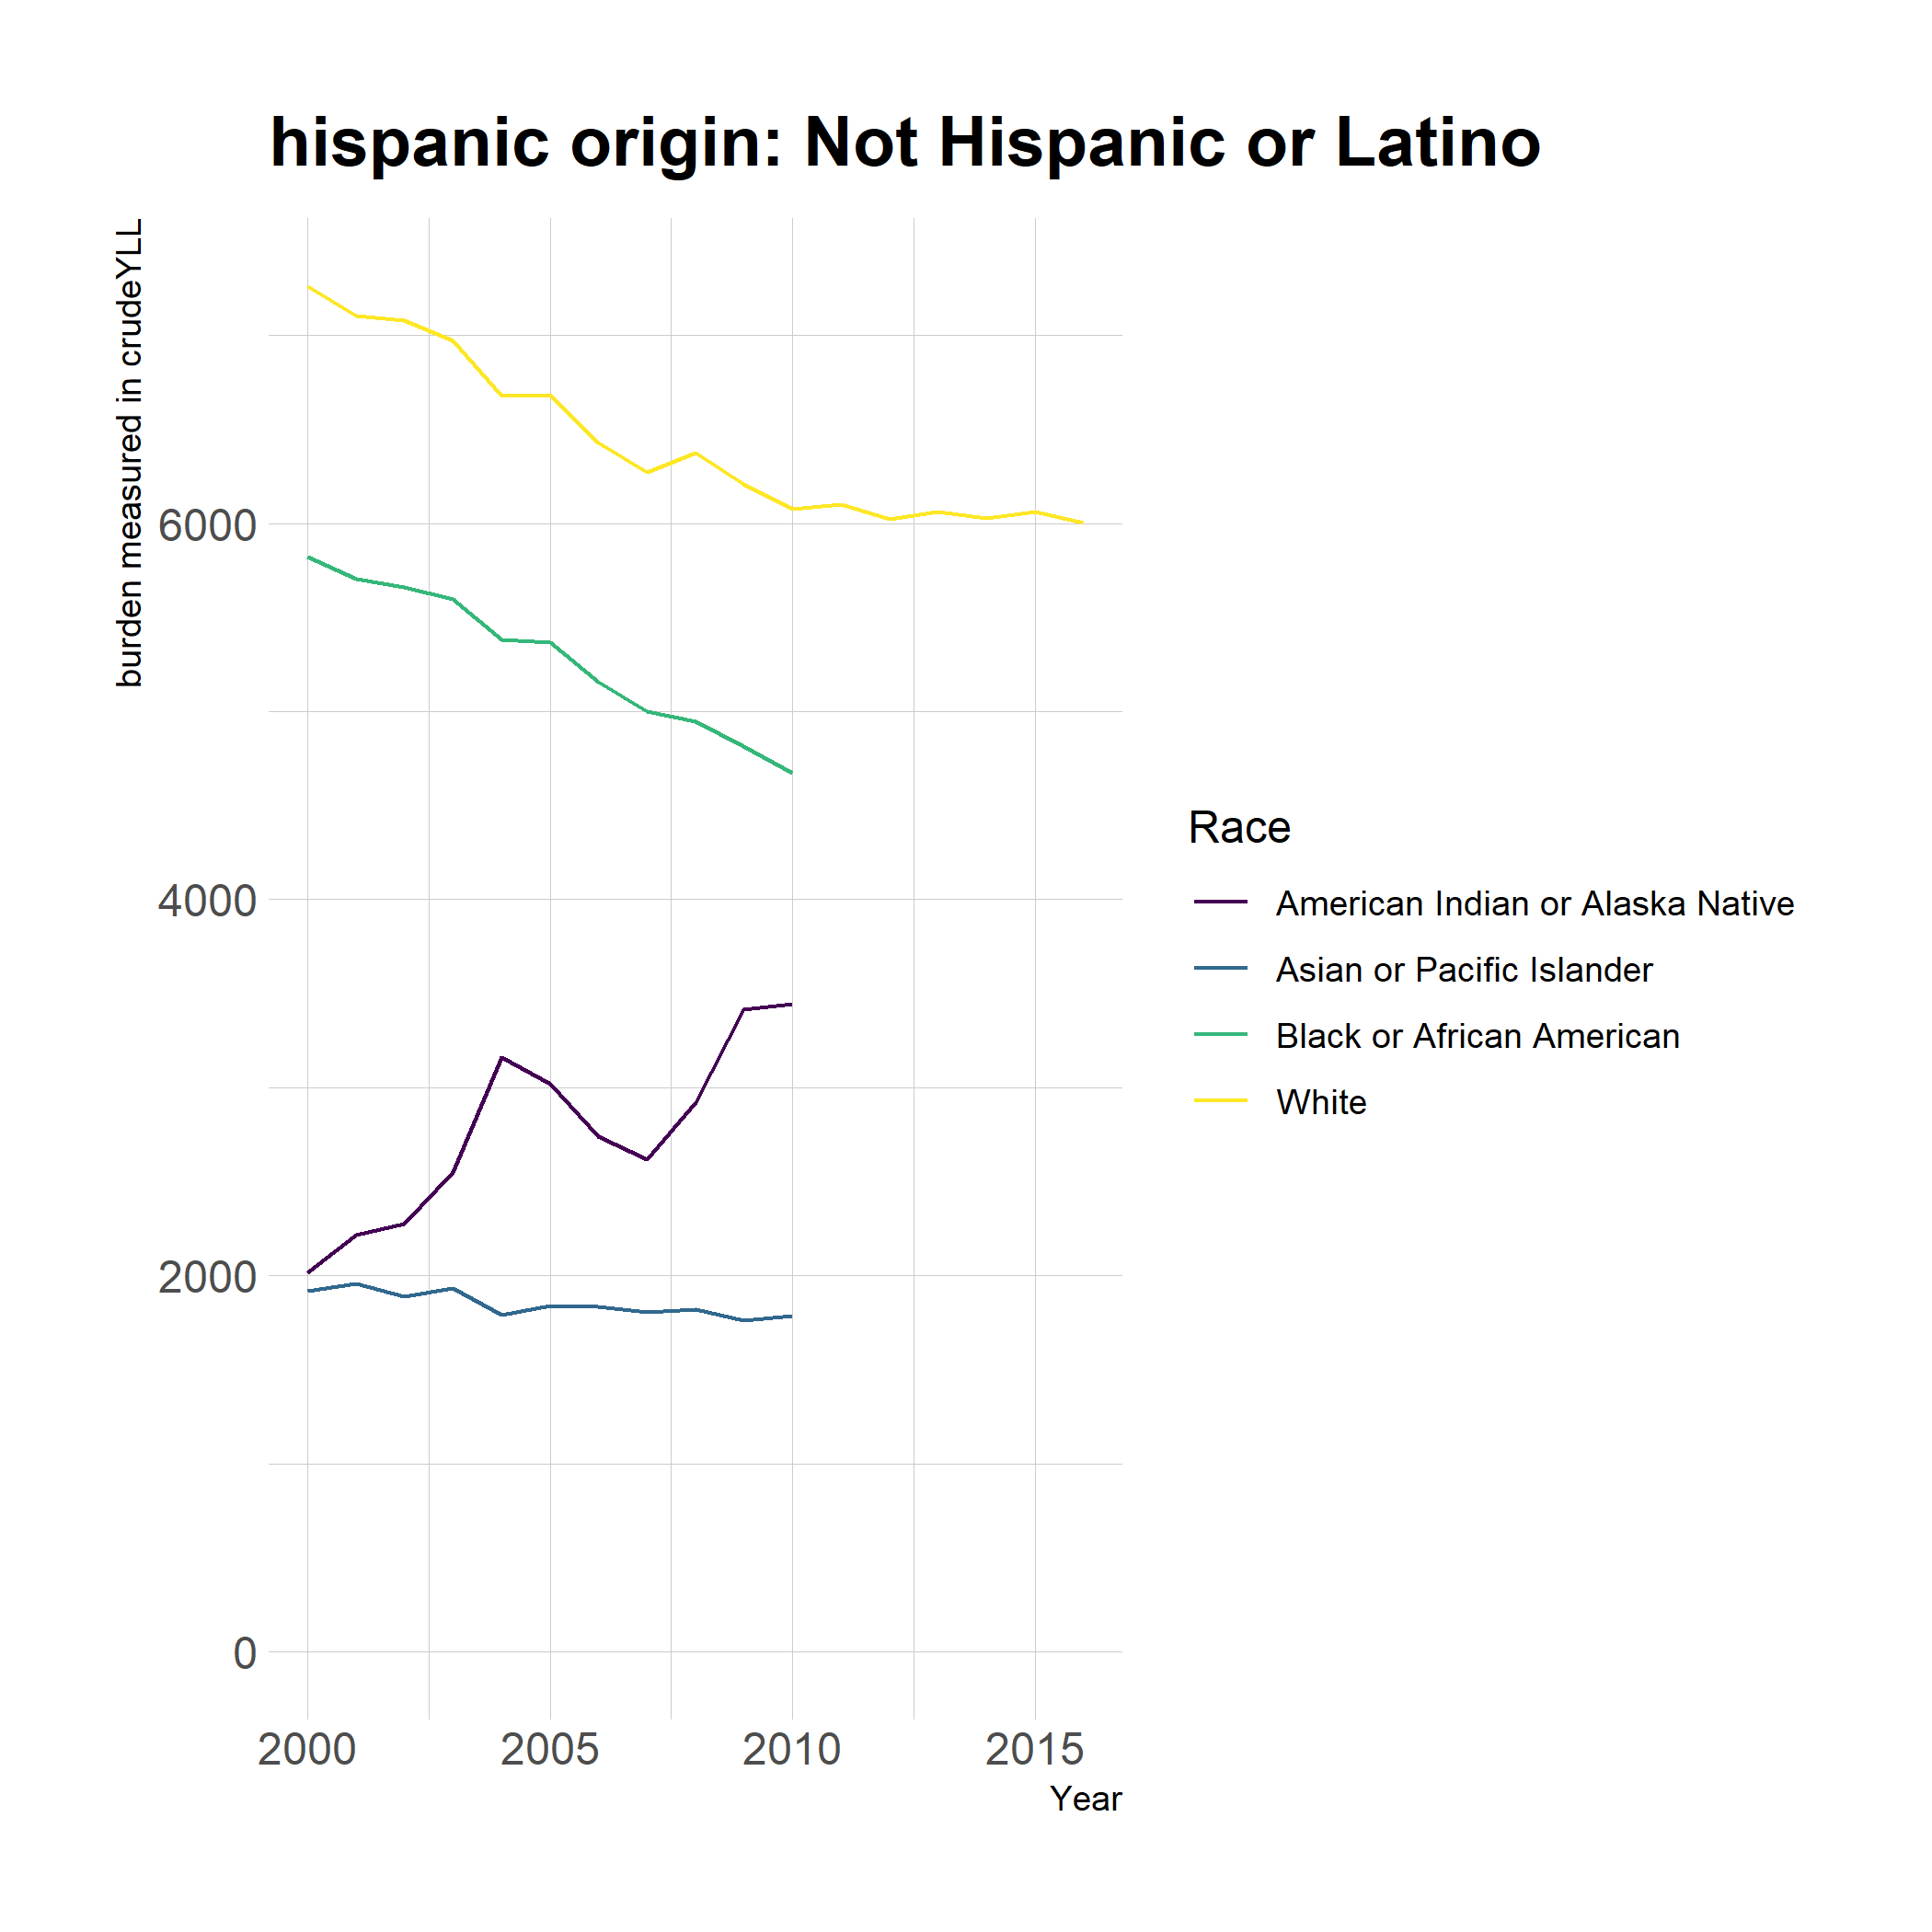 hispanic origin: Not Hispanic or Latino
burden measured in crudeYLL
6000
4000
2000
0
2000 2005 2010 2015
Year
Race
American Indian or Alaska Native
Asian or Pacific Islander
Black or African American
White